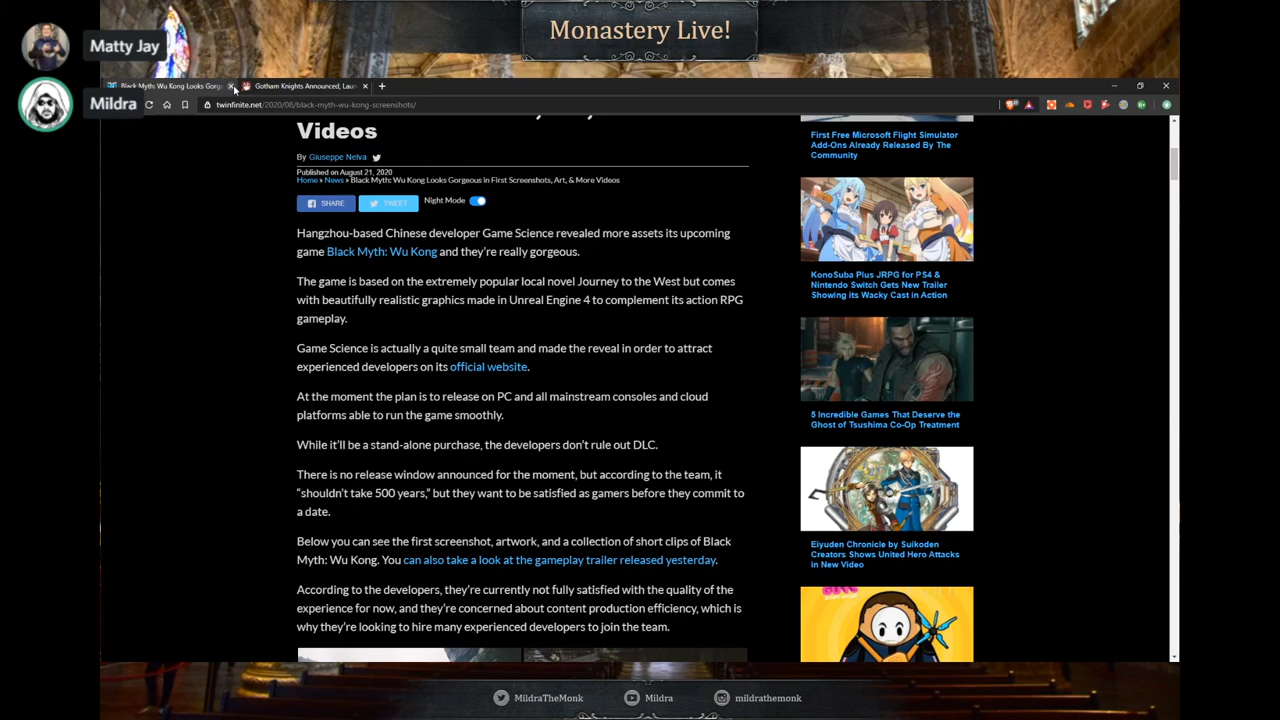 Monastery Live!
Matty Jay
Mildra
Black Myth: Wu Kong Looks Gorg
Gotham Knights Announced, Lau
twinfinite.net/2020/08/black-myth-wu-kong-screenshots/
Videos
By Giuseppe Nelva
Published on August 21, 2020
Home » News » Black Myth: Wu Kong Looks Gorgeous in First Screenshots, Art, & More Videos
SHARE
TWEET
Night Mode
Hangzhou-based Chinese developer Game Science revealed more assets its upcoming
game Black Myth: Wu Kong and they're really gorgeous.
The game is based on the extremely popular local novel Journey to the West but comes
with beautifully realistic graphics made in Unreal Engine 4 to complement its action RPG
gameplay.
Game Science is actually a quite small team and made the reveal in order to attract
experienced developers on its official website.
At the moment the plan is to release on PC and all mainstream consoles and cloud
platforms able to run the game smoothly.
While it'll be a stand-alone purchase, the developers don't rule out DLC.
There is no release window announced for the moment, but according to the team, it
“shouldn't take 500 years,” but they want to be satisfied as gamers before they commit to
a date.
Below you can see the first screenshot, artwork, and a collection of short clips of Black
Myth: Wu Kong. You can also take a look at the gameplay trailer released yesterday.
According to the developers, they're currently not fully satisfied with the quality of the
experience for now, and they're concerned about content production efficiency, which is
why they're looking to hire many experienced developers to join the team.
First Free Microsoft Flight Simulator
Add-Ons Already Released By The
Community
KonoSuba Plus JRPG for PS4 &
Nintendo Switch Gets New Trailer
Showing its Wacky Cast in Action
5 Incredible Games That Deserve the
Ghost of Tsushima Co-Op Treatment
Eiyuden Chronicle by Suikoden
Creators Shows United Hero Attacks
in New Video
MildraTheMonk
Mildra
mildrathemonk